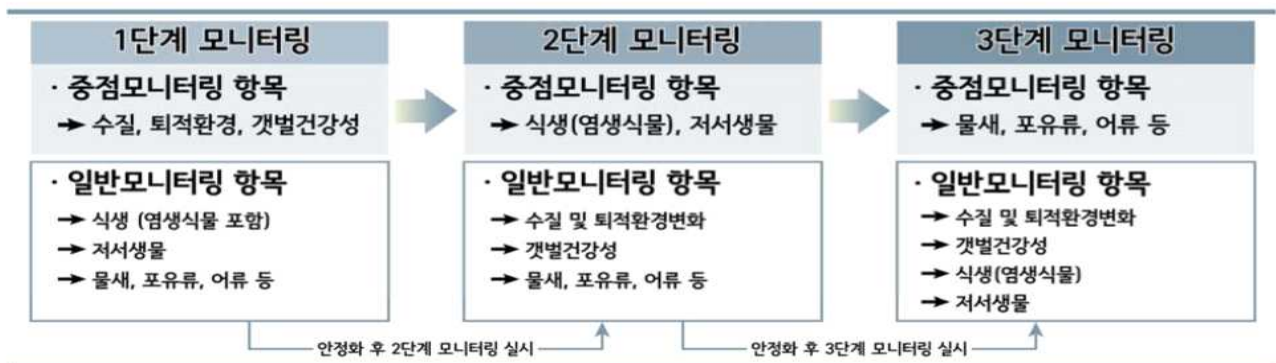 1단계 모니터링
· 중점모니터링 항목
➔ 수질, 퇴적환경, 갯벌건강성
· 일반모니터링 항목
➔ 식생 (염생식물 포함)
➔ 저서생물
➔ 물새, 포유류, 어류 등
2단계 모니터링
· 중점모니터링 항목
➔ 식생(염생식물), 저서생물
· 일반모니터링 항목
➔ 수질 및 퇴적환경변화
➔ 갯벌건강성
➔ 물새, 포유류, 어류 등
3단계 모니터링
· 중점모니터링 항목
➔ 물새, 포유류, 어류 등
· 일반모니터링 항목
➔ 수질 및 퇴적환경변화
➔ 갯벌건강성
➔ 식생(염생식물)
➔ 저서생물
안정화 후 2단계 모니터링 실시
안정화 후 3단계 모니터링 실시